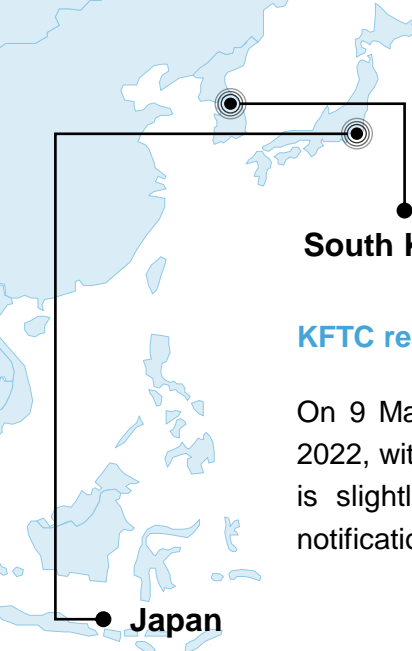 South
KFTC re
On 9 Ma
2022, wit
is slightl
notificatio
Japan